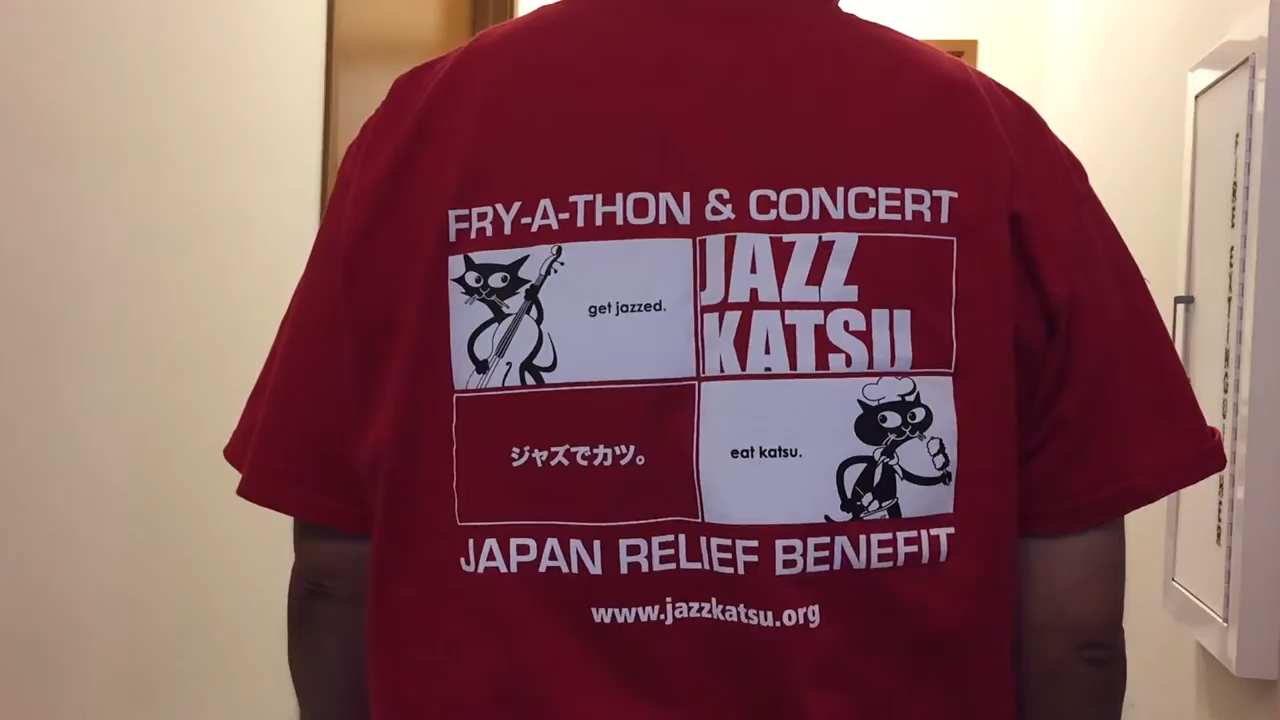 FRY-A-THON & CONCERT
get jazzed.
JAZZ
KATSU
ジャズでカツ。
eat katsu.
JAPAN RELIEF BENEFIT
www.jazzkatsu.org